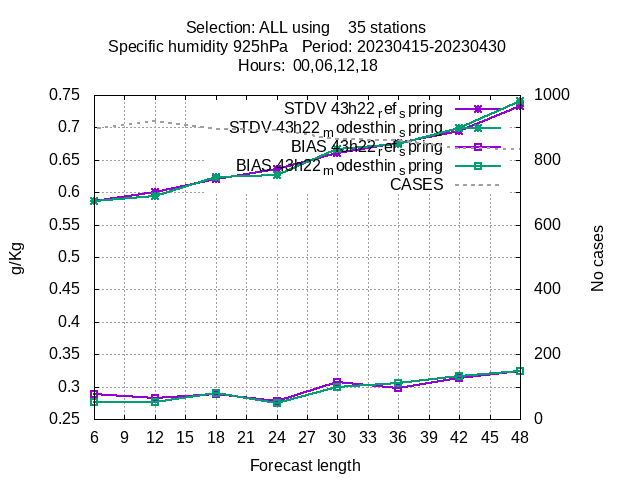 Selection: ALL using 35 stations
Specific humidity 925hPa Period: 20230415-20230430
Hours: 00,06,12,18
0.75
0.7
0.65
0.6
0.55
0.5
0.45
0.4
0.35
0.3
0.25
g/Kg
STDV 43h22_ref_spring
STDV 43h22_modesthin_spring
BIAS 43h22_ref_spring
BIAS 43h22_modesthin_spring
CASES
1000
800
600
400
200
0
No cases
6 9 12 15 18 21 24 27 30 33 36 39 42 45 48
Forecast length